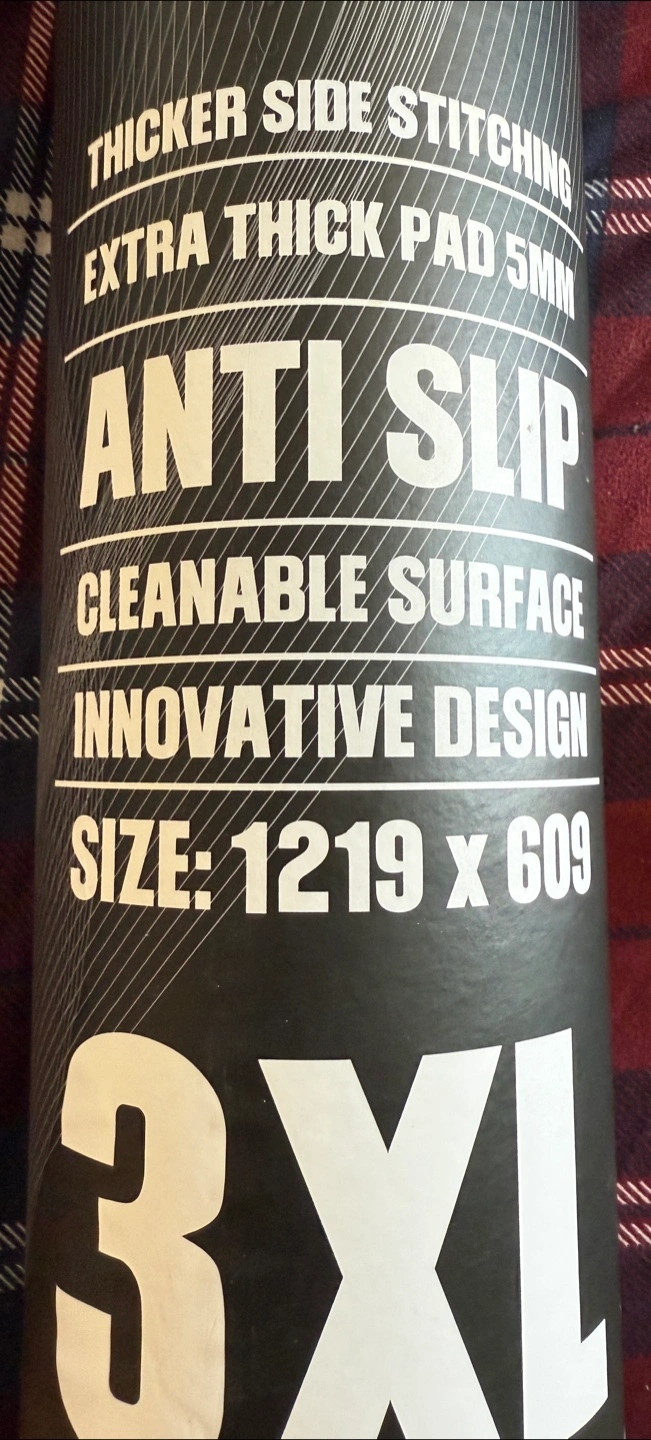 THICKER SIDE STITCHING
EXTRA THICK PAD 5MM
ANTI SLIP
CLEANABLE SURFACE
INNOVATIVE DESIGN
SIZE: 1219 x 609
3XL